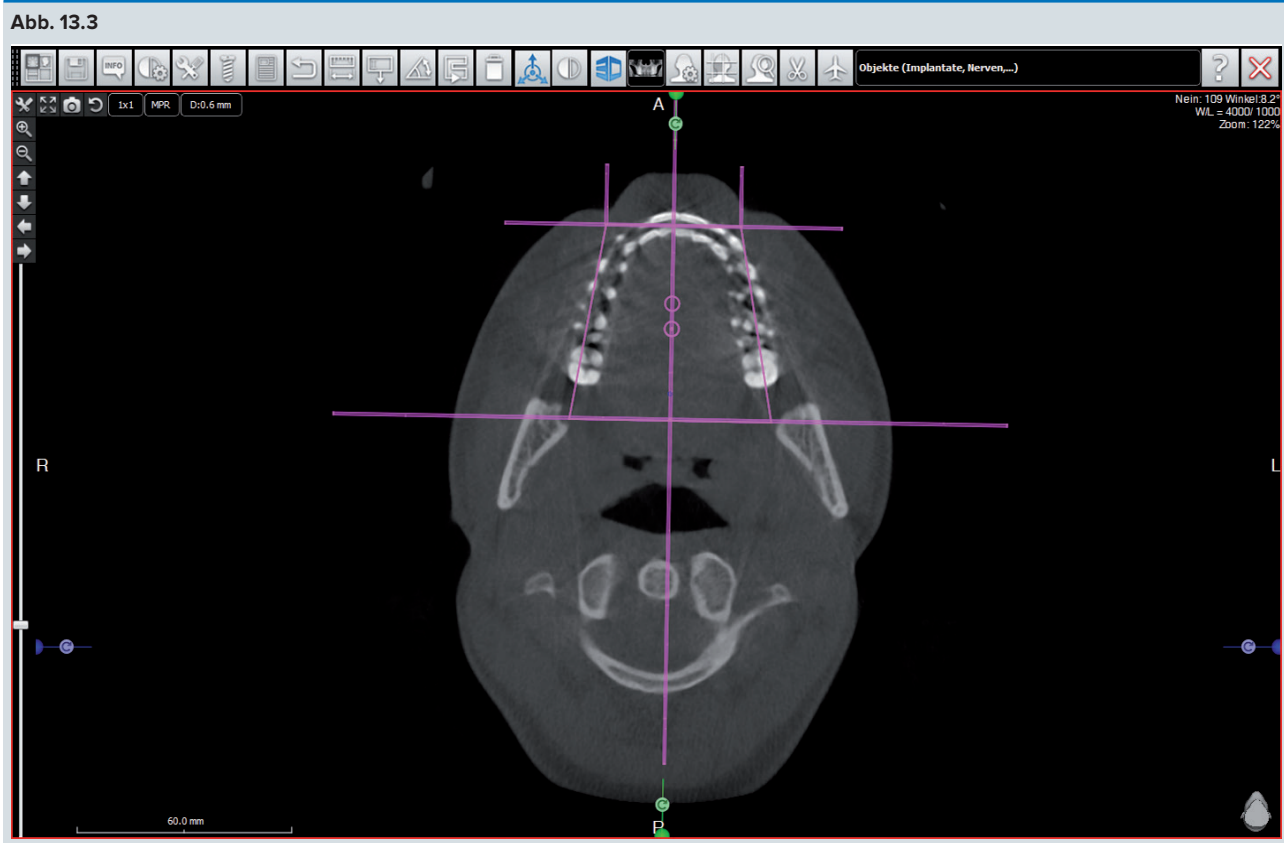 Abb. 13.3
INFO
3D
Objekte (Implantate, Nerven,...)
?
1x1
MPR
D:0.6 mm
A
Nein: 109 Winkel:8.2°
W/L = 4000/ 1000
Zoom: 122%
C
R
L
C
C
60.0 mm
C
P